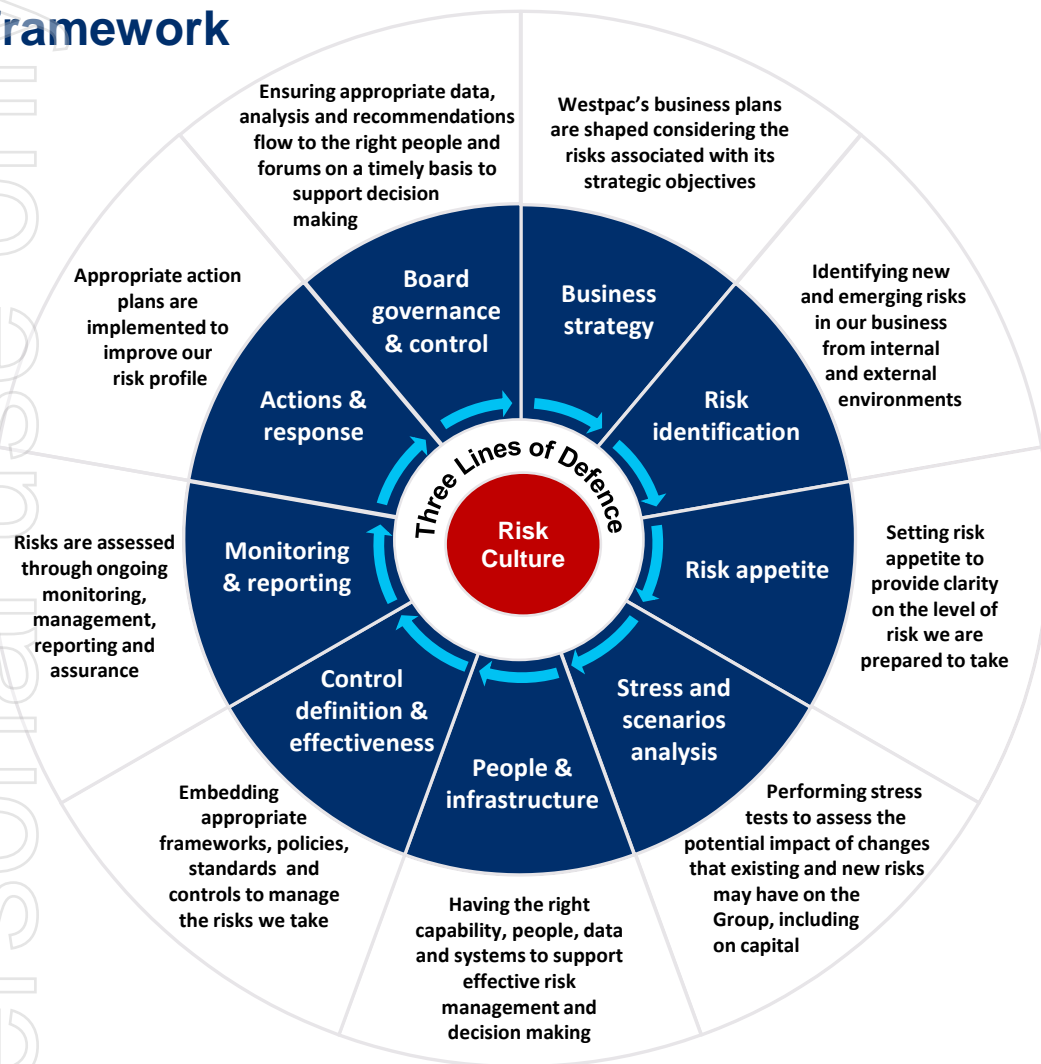 Framework
Ensuring appropriate data,
analysis and recommendations
flow to the right people and
forums on a timely basis to
support decision
making
Westpac’s business plans
are shaped considering the
risks associated with its
strategic objectives
Appropriate action
plans are
implemented to
improve our
risk profile
Board
governance
& control
Business
strategy
Identifying new
and emerging risks
in our business
from internal
and external
environments
Actions &
response
Risk
identification
Three Lines of Defence
Risk
Culture
Risks are assessed
through ongoing
monitoring,
management,
reporting and
assurance
Monitoring
& reporting
Risk appetite
Setting risk
appetite to
provide clarity
on the level of
risk we are
prepared to take
Control
definition &
effectiveness
People &
infrastructure
Stress and
scenarios
analysis
Embedding
appropriate
frameworks, policies,
standards and
controls to manage
the risks we take
Having the right
capability, people, data
and systems to support
effective risk
management and
decision making
Performing stress
tests to assess the
potential impact of changes
that existing and new risks
may have on the
Group, including
on capital